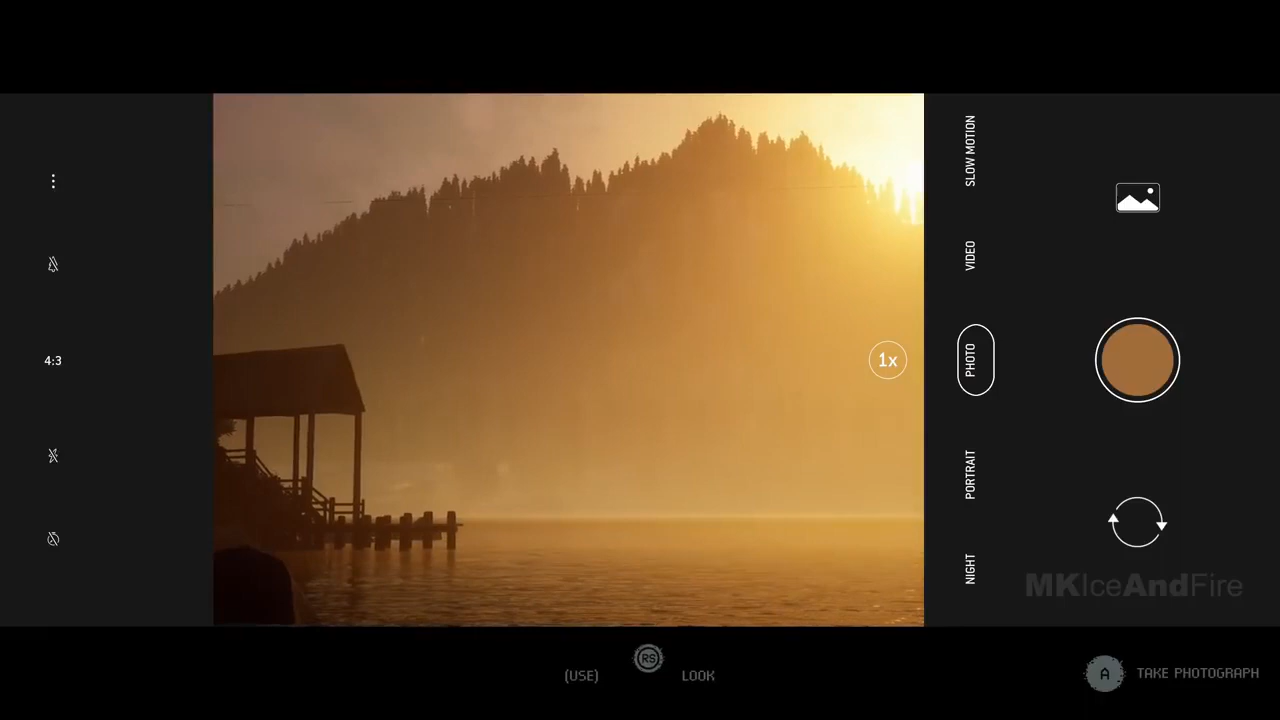 4:3
1x
SLOW MOTION
VIDEO
PHOTO
PORTRAIT
NIGHT
MKIceAndFire
(USE)
RS
LOOK
A
TAKE PHOTOGRAPH